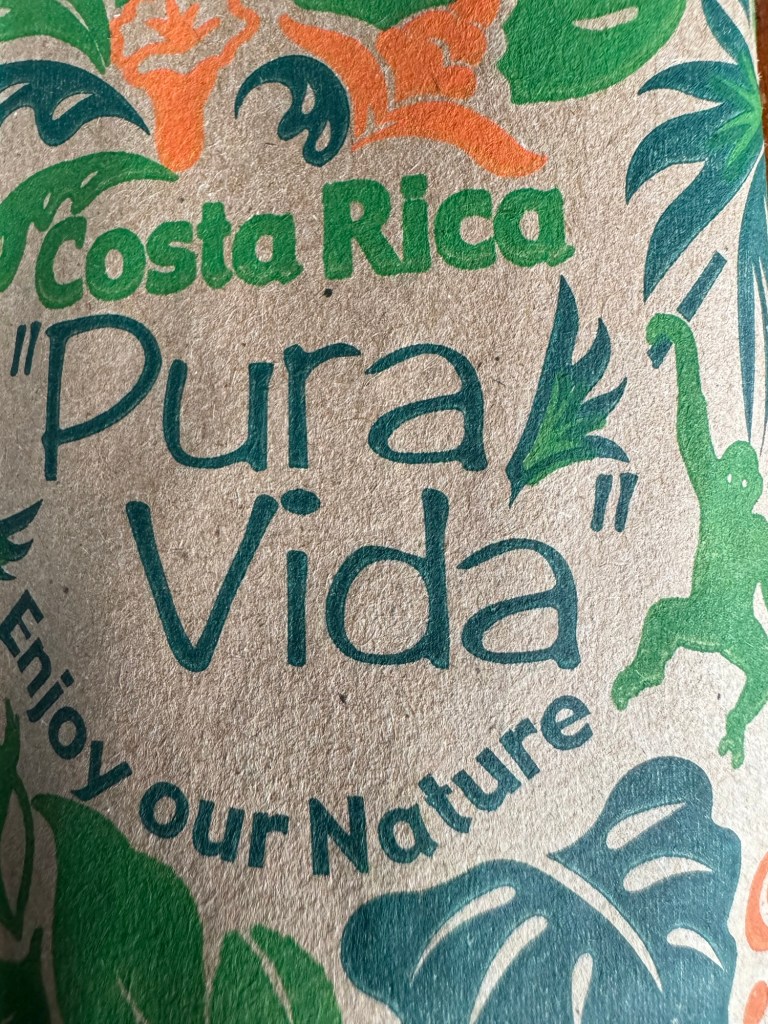 Costa Rica
"Pura
Vida"
Enjoy our Nature